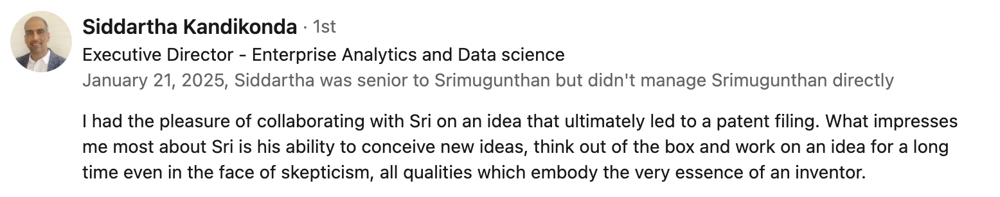 Siddartha Kandikonda · 1st
Executive Director - Enterprise Analytics and Data science
January 21, 2025, Siddartha was senior to Srimugunthan but didn't manage Srimugunthan directly
I had the pleasure of collaborating with Sri on an idea that ultimately led to a patent filing. What impresses
me most about Sri is his ability to conceive new ideas, think out of the box and work on an idea for a long
time even in the face of skepticism, all qualities which embody the very essence of an inventor.